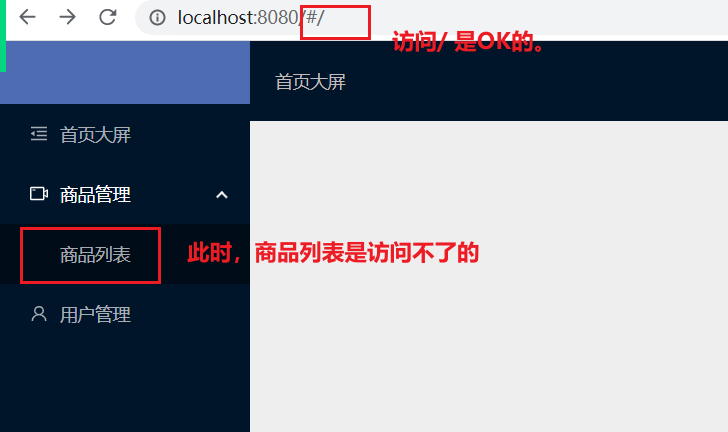 localhost:8080/#/
访问/ 是OK的。
首页大屏
首页大屏
商品管理
商品列表
此时，商品列表是访问不了的
用户管理